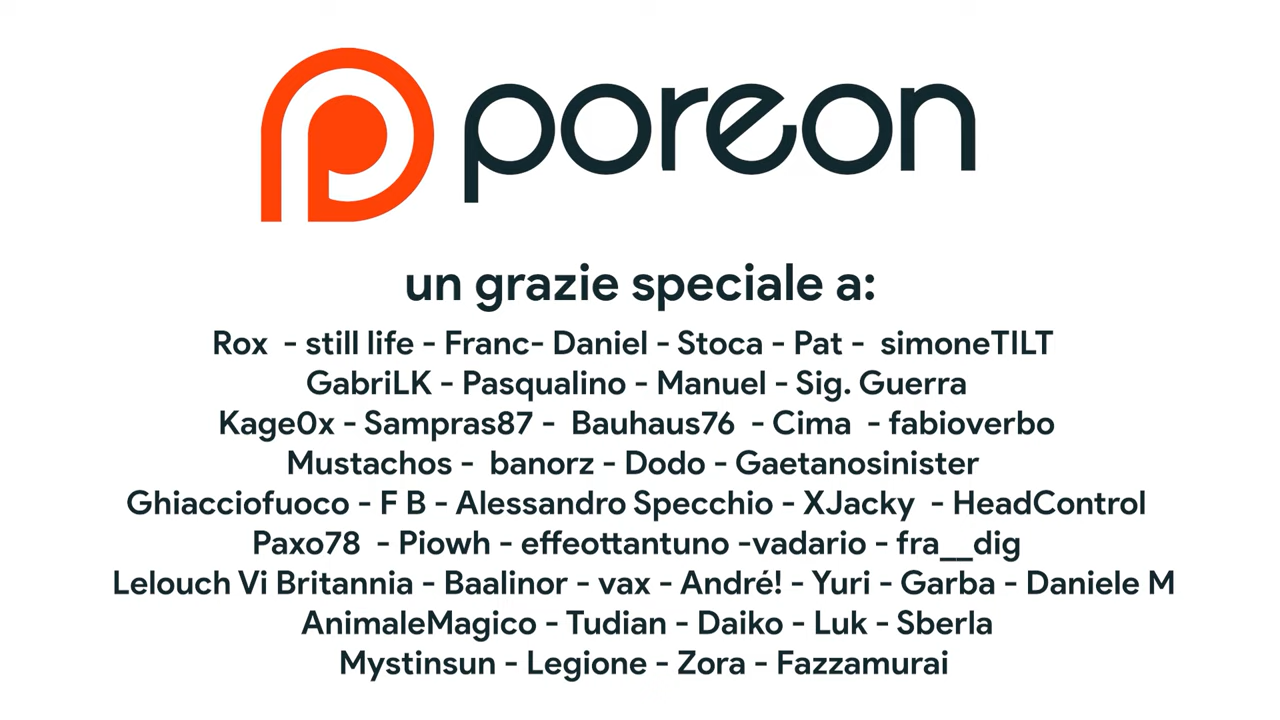 poreon
un grazie speciale a:
Rox - still life - Franc- Daniel - Stoca - Pat - simoneTILT
GabriLK - Pasqualino - Manuel - Sig. Guerra
Kage0x - Sampras87 - Bauhaus76 - Cima - fabioverbo
Mustachos - banorz - Dodo - Gaetanosinister
Ghiacciofuoco - F B - Alessandro Specchio - XJacky - HeadControl
Paxo78 - Piowh - effeottantuno -vadario - fra__dig
Lelouch Vi Britannia - Baalinor - vax - André! - Yuri - Garba - Daniele M
AnimaleMagico - Tudian - Daiko - Luk - Sberla
Mystinsun - Legione - Zora - Fazzamurai